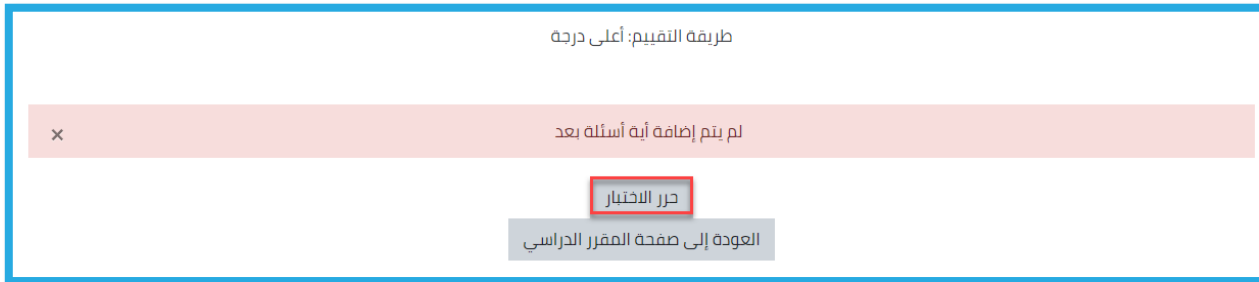 طريقة التقييم: أعلى درجة
لم يتم إضافة أية أسئلة بعد
×
حرر الاختبار
العودة إلى صفحة المقرر الدراسي